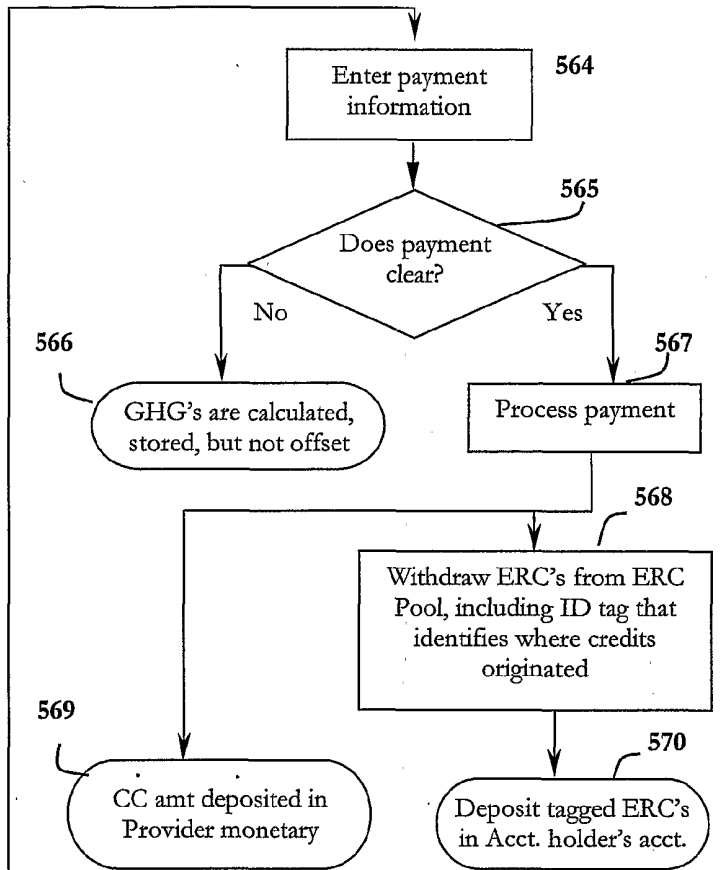 564
Enter payment
information
565
Does payment
clear?
No
Yes
566
567
GHG's are calculated,
stored, but not offset
Process payment
568
Withdraw ERC's from ERC
Pool, including ID tag that
identifies where credits
originated
569
570
CC amt deposited in
Provider monetary
Deposit tagged ERC's
in Acct. holder's acct.